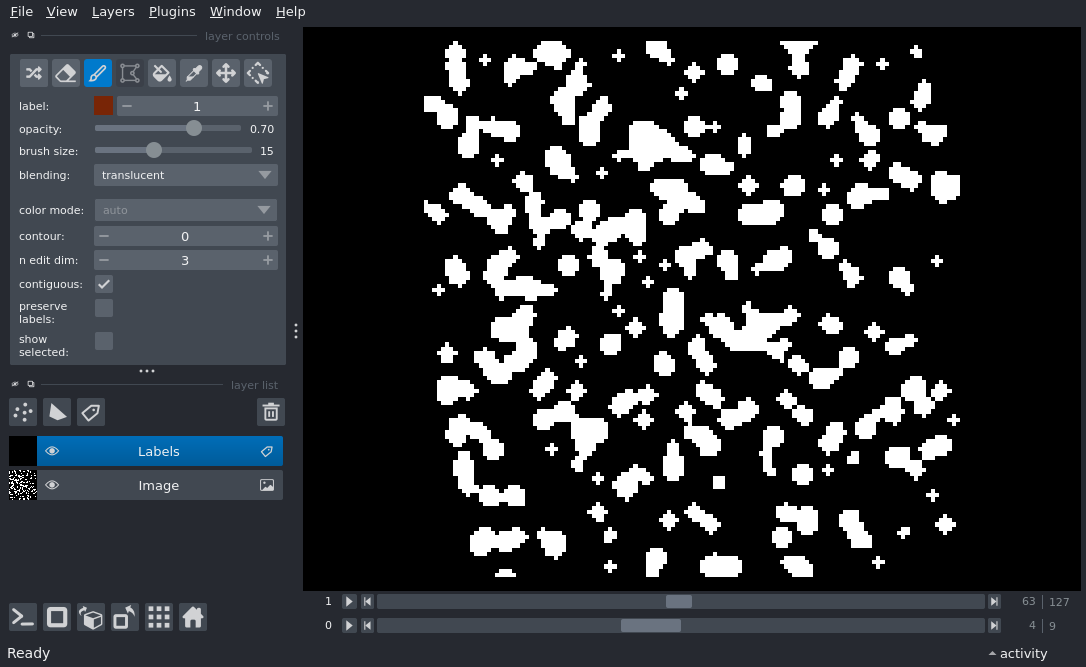 File View Layers Plugins Window Help
layer controls
label: 1
opacity: 0.70
brush size: 15
blending: translucent
color mode: auto
contour: 0
n edit dim: 3
contiguous:
preserve
labels:
show
selected:
layer list
Labels
Image
1 63 127
0 4 9
Ready activity